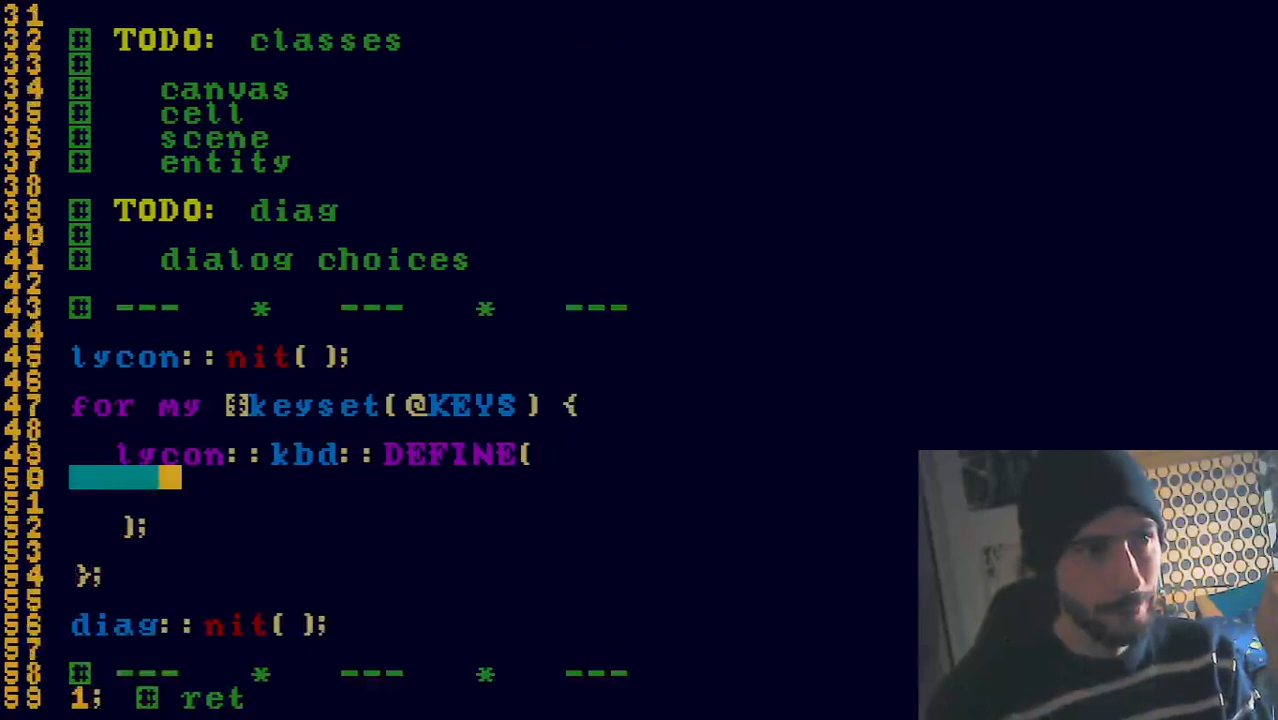 31
32 # TODO: classes
33 #
34 # canvas
35 # cell
36 # scene
37 # entity
38
39 # TODO: diag
40 #
41 # dialog choices
42
43 # --- * --- * ---
44
45 lycon::nit( );
46
47 for my keyset(@KEYS) {
48
49 lycon::kbd::DEFINE(
50
51
52 );
53
54 };
55
56 diag::nit( );
57
58 # --- * --- * ---
59 1; # ret